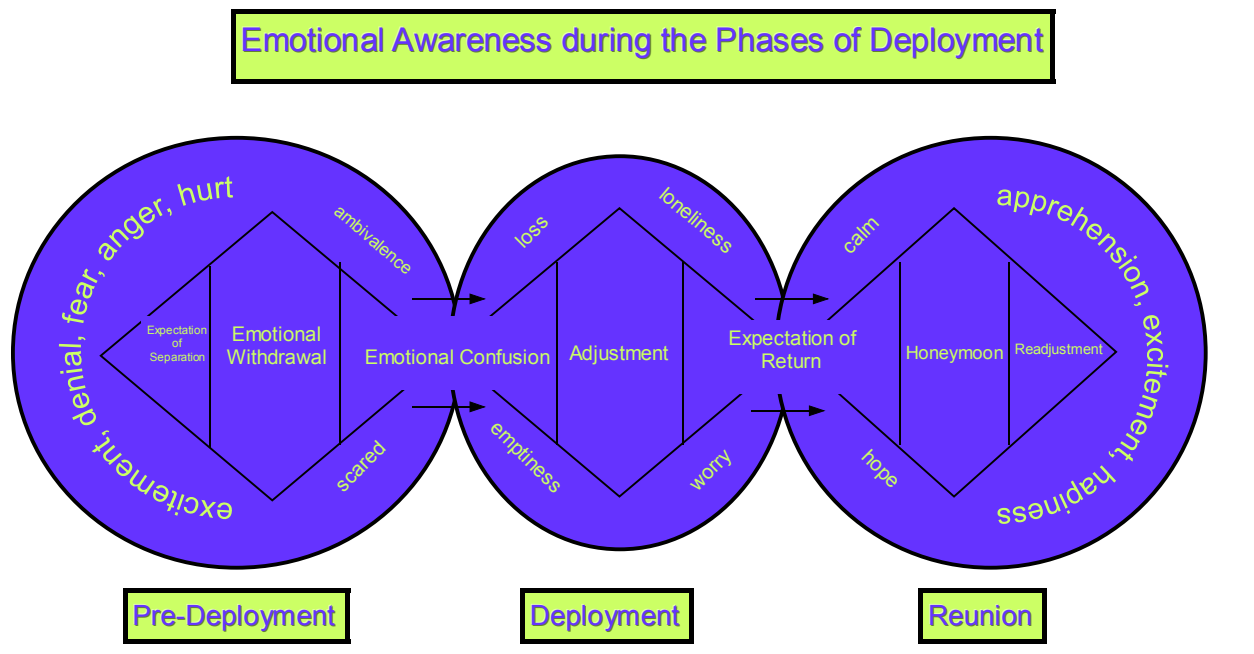 Emotional Awareness during the Phases of Deployment
excitement, denial, fear, anger, hurt
ambivalence
Expectation
of
Separation
Emotional
Withdrawal
scared
Emotional Confusion
loss
loneliness
Adjustment
emptiness
worry
Expectation of
Return
calm
Honeymoon
Readjustment
hope
apprehension, excitement, happiness
Pre-Deployment
Deployment
Reunion